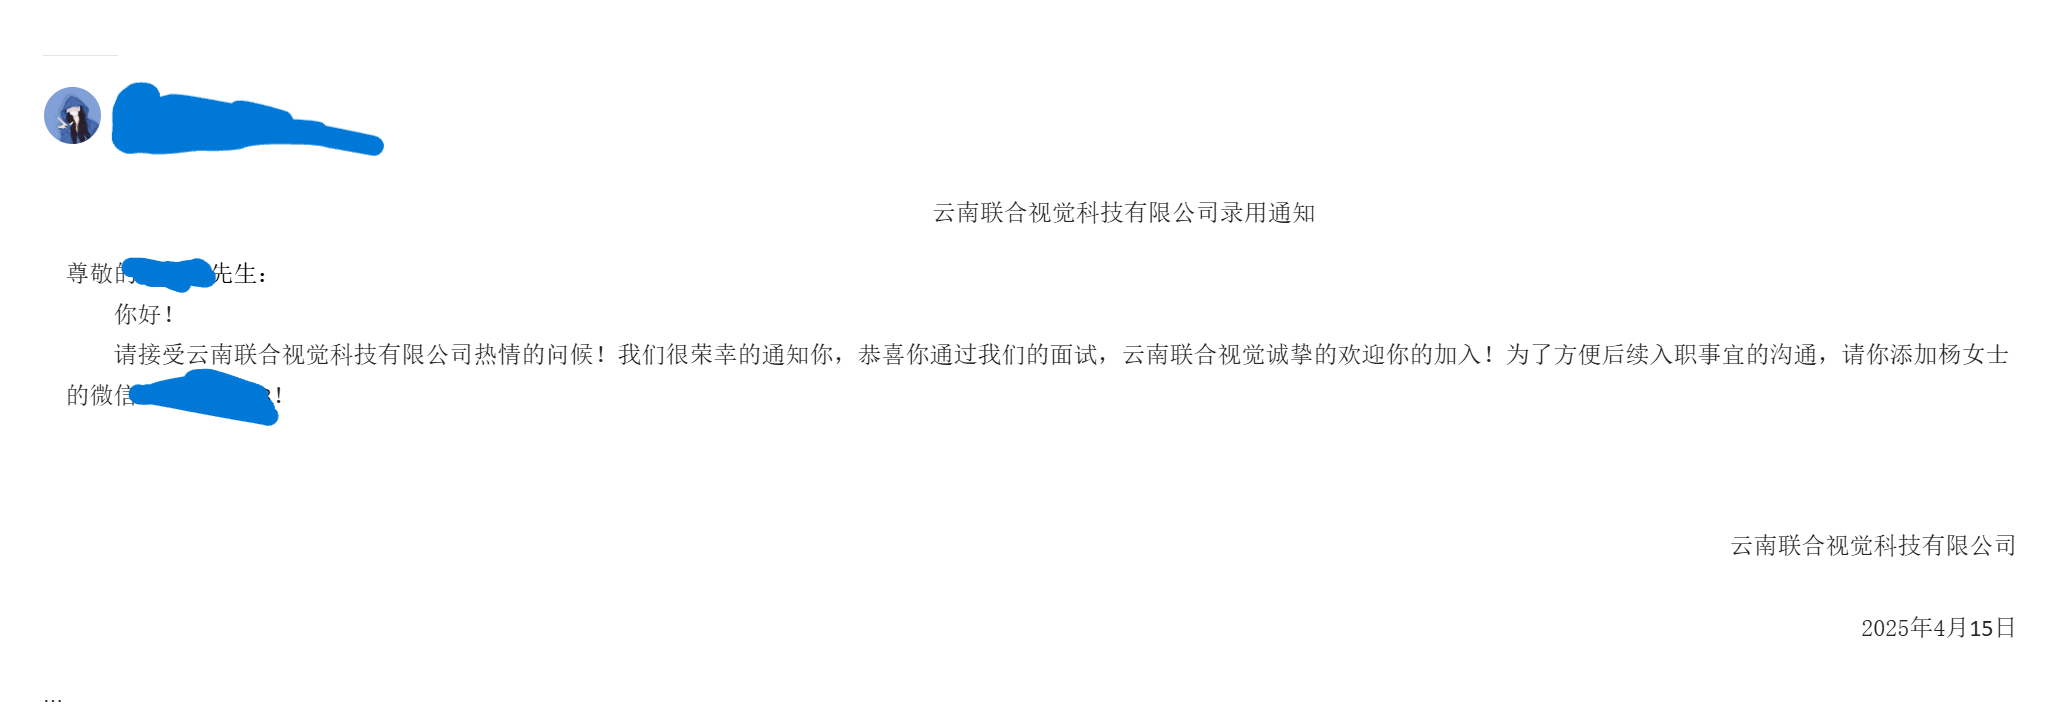 云南联合视觉科技有限公司录用通知
尊敬的先生：
你好！
请接受云南联合视觉科技有限公司热情的问候！我们很荣幸的通知你，恭喜你通过我们的面试，云南联合视觉诚挚的欢迎你的加入！为了方便后续入职事宜的沟通，请你添加杨女士
的微信！
云南联合视觉科技有限公司
2025年4月15日
...